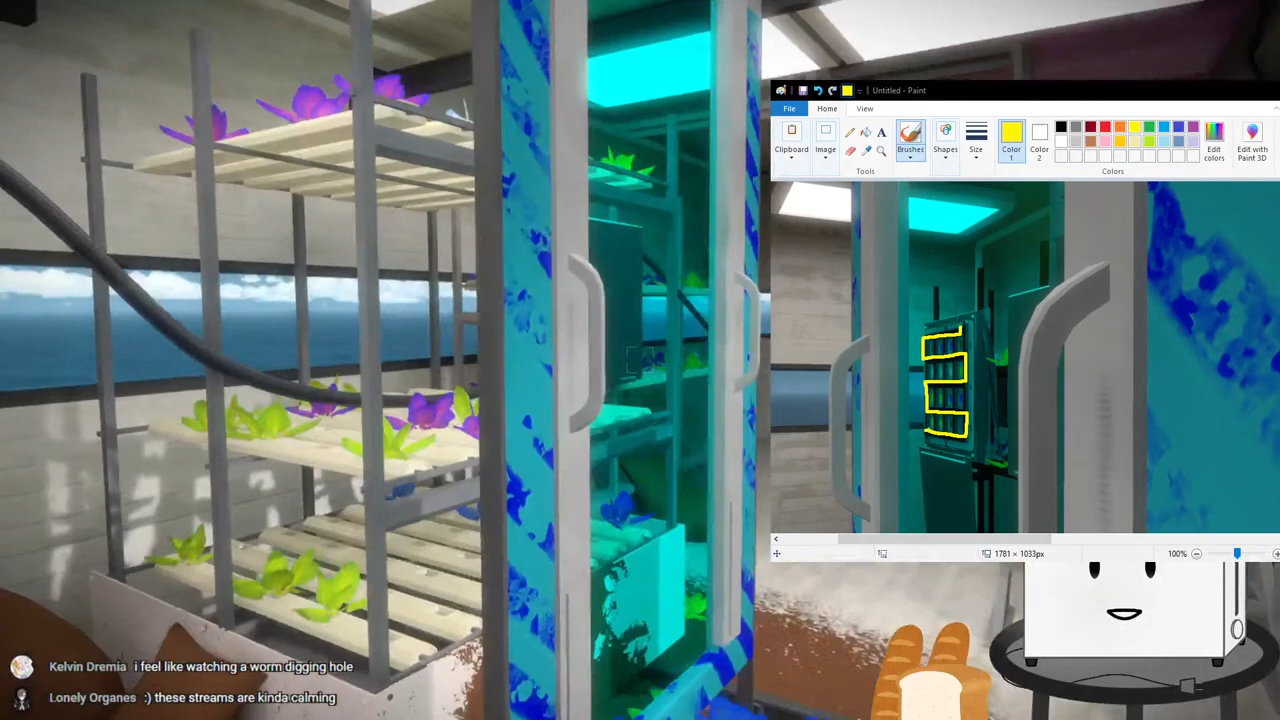 Untitled - Paint
File Home View
Clipboard
Image
Tools
Brushes
Shapes
Size
Color 1
Color 2
Colors
Edit colors
Edit with Paint 3D
1781 × 1033px
100%
Kelvin Dremia i feel like watching a worm digging hole
Lonely Organes :) these streams are kinda calming